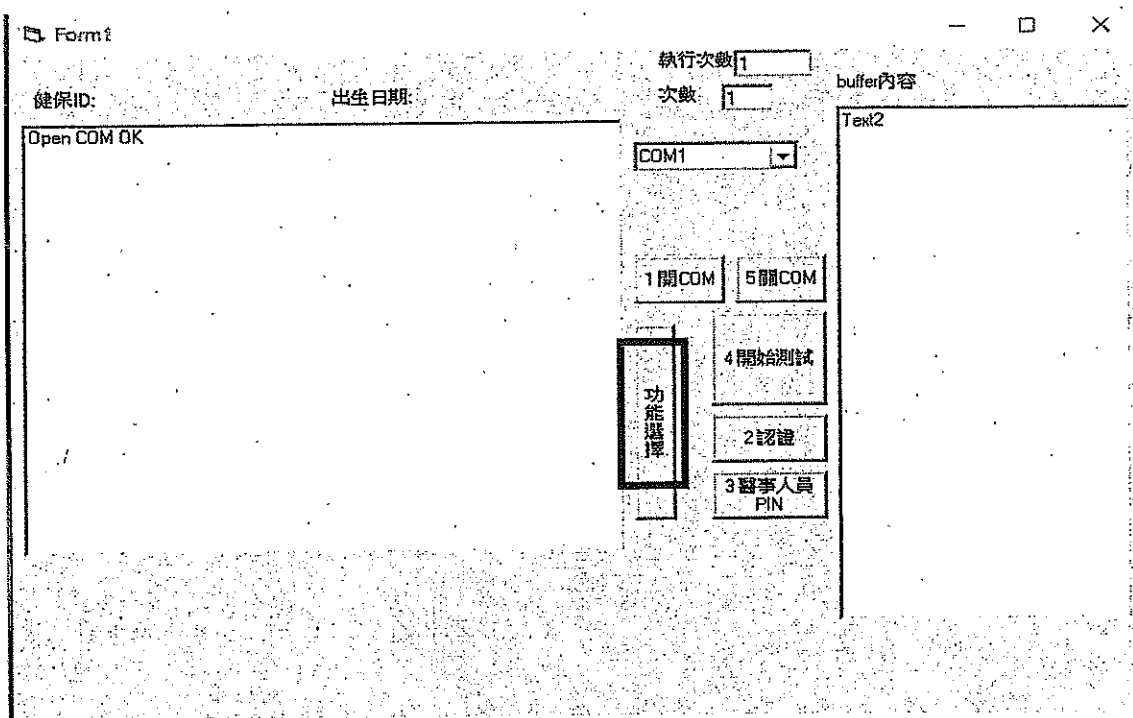 Form1
執行次數 1
健保ID:
出生日期:
次數 1
buffer內容
Open COM OK
COM1
Text2
1開COM
5關COM
4開始測試
功能選擇
2認證
3醫事人員
PIN